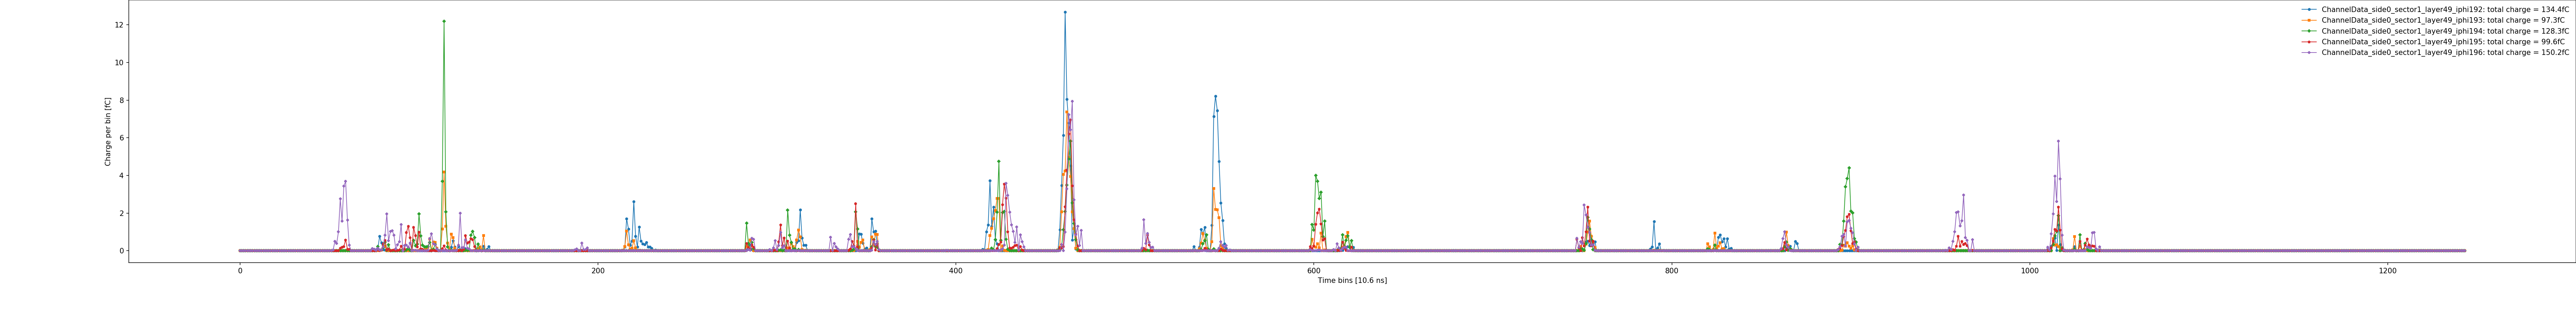 12
10
8
6
4
2
0
Charge per bin [fC]
ChannelData_side0_sector1_layer49_iphi192: total charge = 134.4fC
ChannelData_side0_sector1_layer49_iphi193: total charge = 97.3fC
ChannelData_side0_sector1_layer49_iphi194: total charge = 128.3fC
ChannelData_side0_sector1_layer49_iphi195: total charge = 99.6fC
ChannelData_side0_sector1_layer49_iphi196: total charge = 150.2fC
0 200 400 600 800 1000 1200
Time bins [10.6 ns]